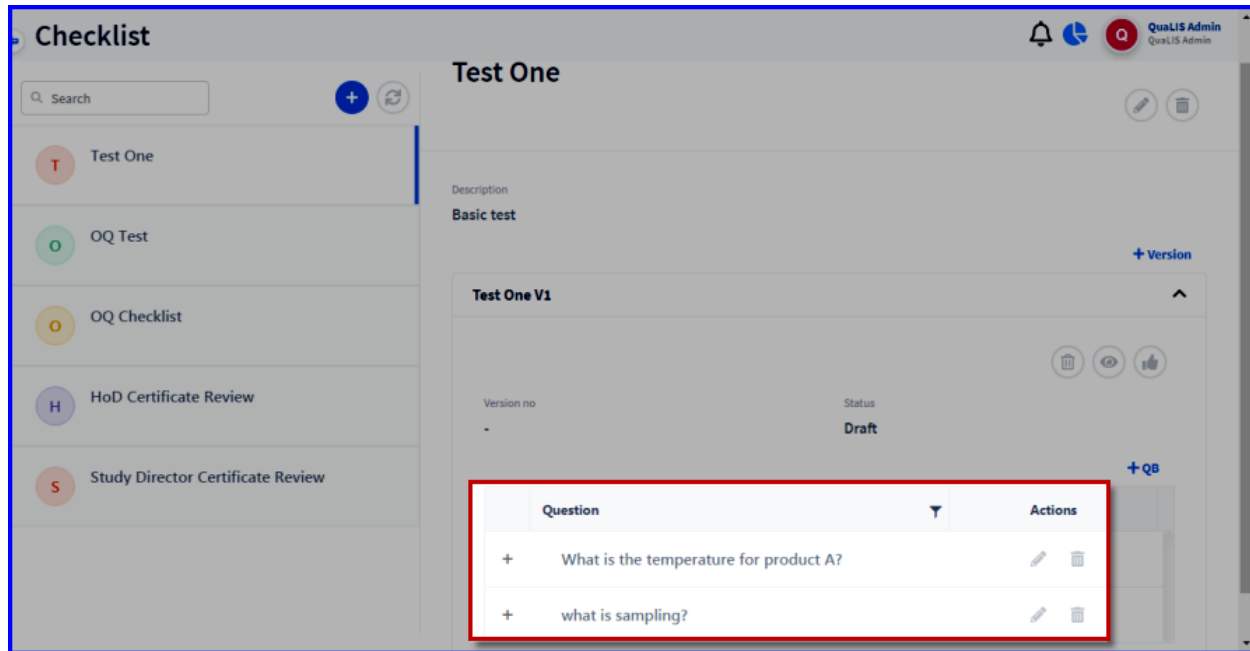 Checklist
Q
QuaLIS Admin
QuaLIS Admin
Search
T
Test One
O
OQ Test
O
OQ Checklist
H
HoD Certificate Review
S
Study Director Certificate Review
Test One
Description
Basic test
+ Version
Test One V1
Version no
-
Status
Draft
+ QB
Question
Actions
+ What is the temperature for product A?
+ what is sampling?